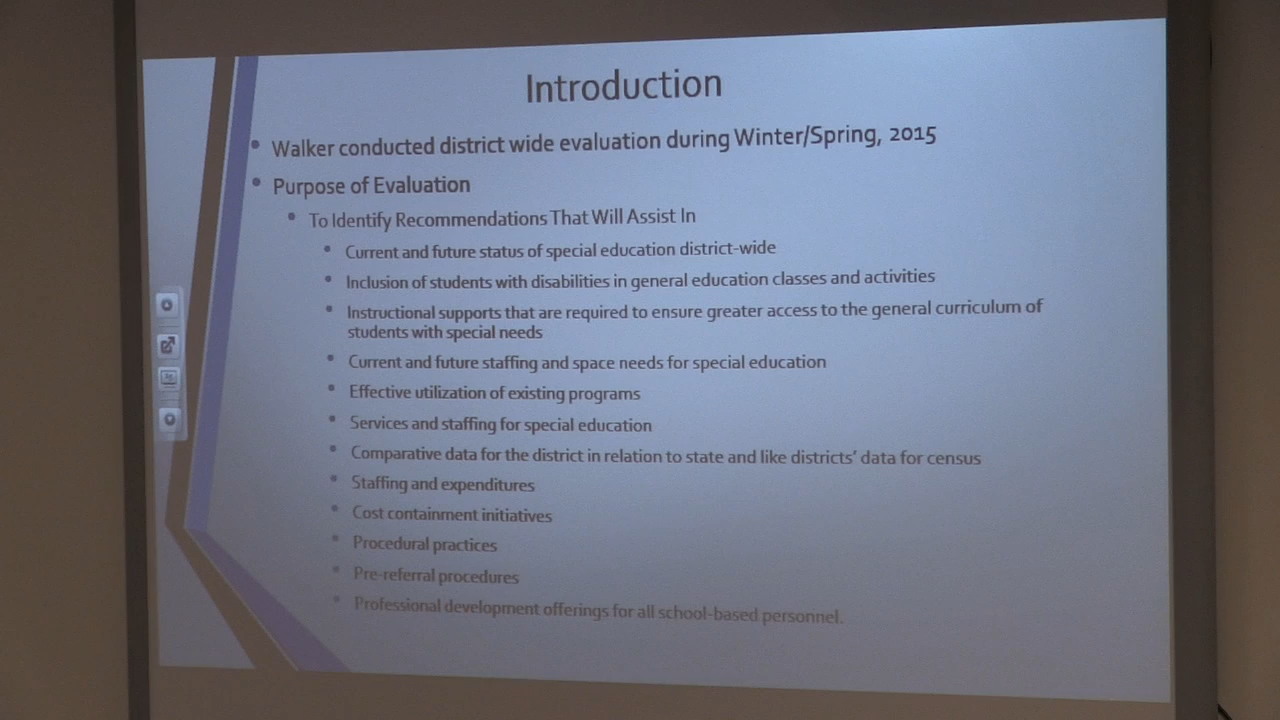 Introduction
• Walker conducted district wide evaluation during Winter/Spring, 2015
• Purpose of Evaluation
• To Identify Recommendations That Will Assist In
• Current and future status of special education district-wide
• Inclusion of students with disabilities in general education classes and activities
• Instructional supports that are required to ensure greater access to the general curriculum of
students with special needs
• Current and future staffing and space needs for special education
• Effective utilization of existing programs
• Services and staffing for special education
• Comparative data for the district in relation to state and like districts' data for census
• Staffing and expenditures
• Cost containment initiatives
• Procedural practices
• Pre-referral procedures
• Professional development offerings for all school-based personnel.